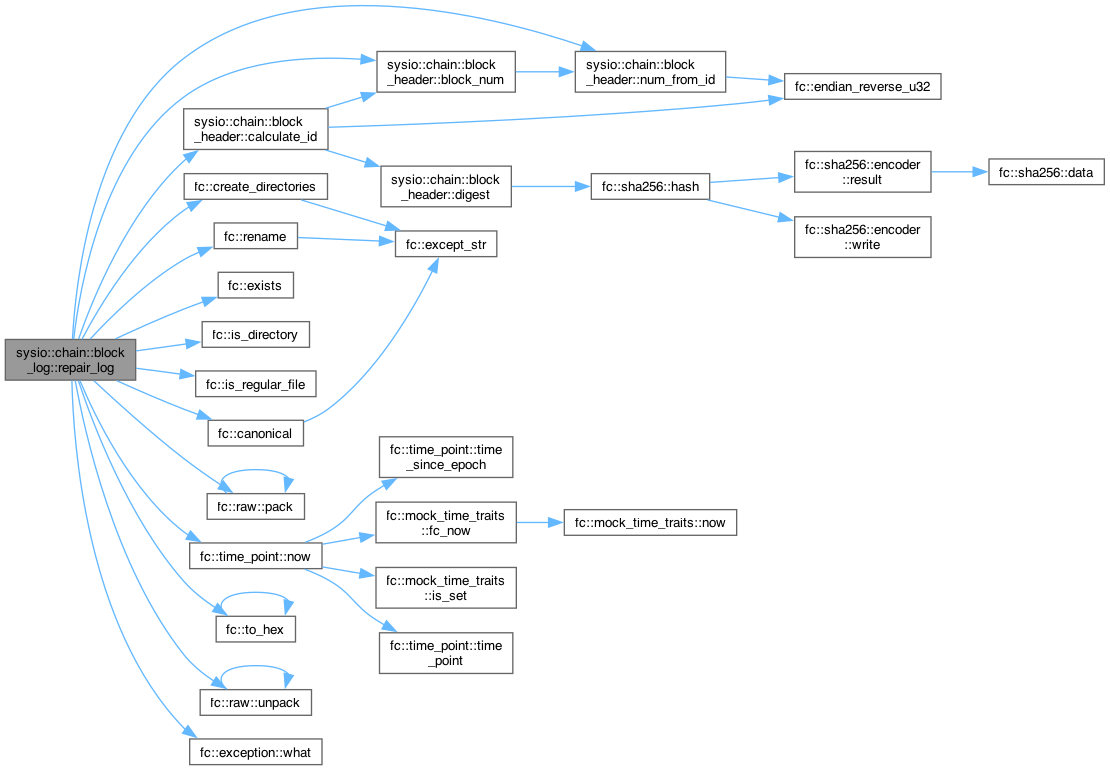 sysio::chain::block
_log::repair_log
sysio::chain::block
_header::block_num
sysio::chain::block
_header::num_from_id
fc::endian_reverse_u32
sysio::chain::block
_header::calculate_id
sysio::chain::block
_header::digest
fc::sha256::hash
fc::sha256::encoder
::result
fc::sha256::data
fc::sha256::encoder
::write
fc::create_directories
fc::rename
fc::except_str
fc::exists
fc::is_directory
fc::is_regular_file
fc::canonical
fc::raw::pack
fc::time_point::now
fc::time_point::time
_since_epoch
fc::mock_time_traits
::fc_now
fc::mock_time_traits::now
fc::mock_time_traits
::is_set
fc::time_point::time
_point
fc::to_hex
fc::raw::unpack
fc::exception::what